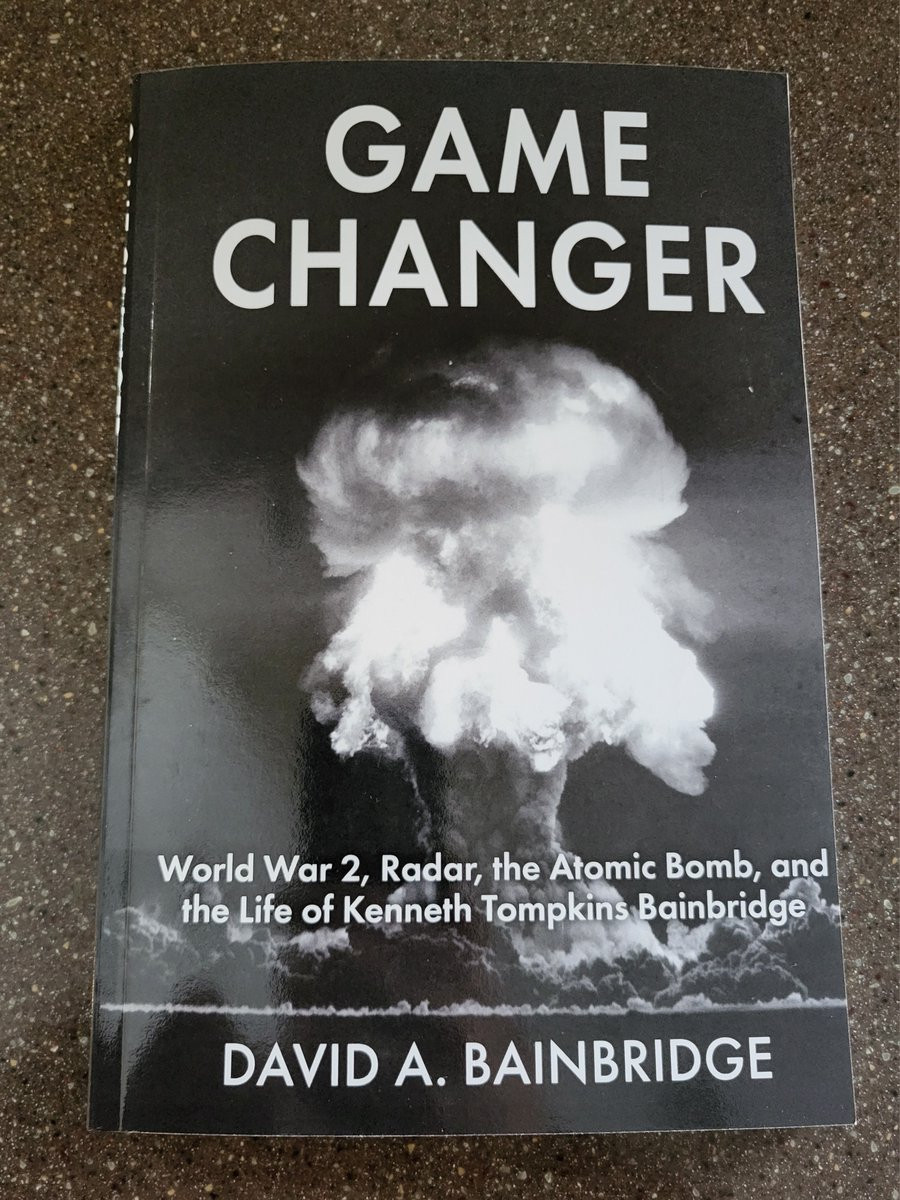 GAME
CHANGER
World War 2, Radar, the Atomic Bomb, and
the Life of Kenneth Tompkins Bainbridge
DAVID A. BAINBRIDGE